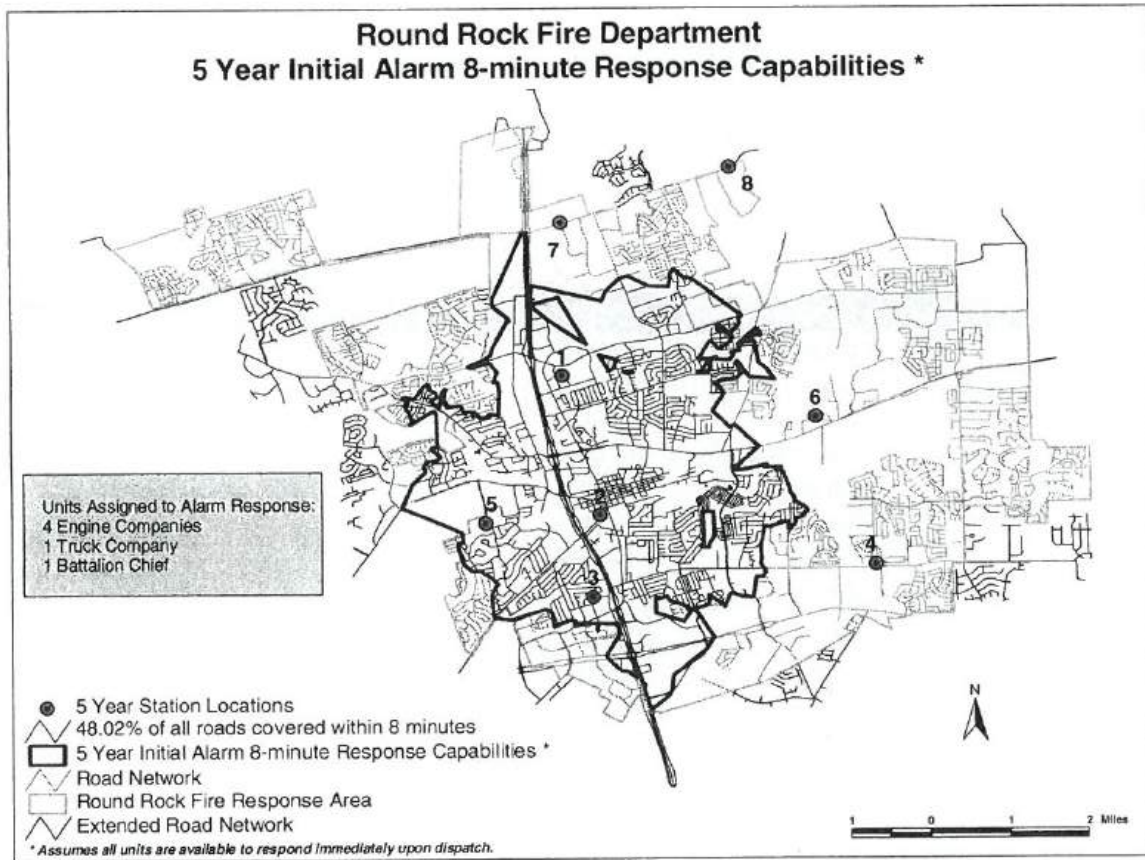 Round Rock Fire Department
5 Year Initial Alarm 8-minute Response Capabilities *
8
7
1
6
2
5
4
3
Units Assigned to Alarm Response:
4 Engine Companies
1 Truck Company
1 Battalion Chief
5 Year Station Locations
48.02% of all roads covered within 8 minutes
5 Year Initial Alarm 8-minute Response Capabilities *
Road Network
Round Rock Fire Response Area
Extended Road Network
* Assumes all units are available to respond immediately upon dispatch.
N
1 0 1 2 Miles